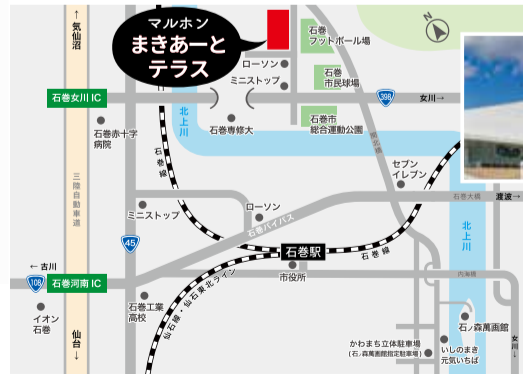 ↑
気仙沼
マルホン
まきあーと
テラス
石巻
フットボール場
ローソン
ミニストップ
石巻
市民球場
石巻女川 IC
398
女川→
北上川
石巻赤十字
病院
石巻専修大
石巻市
総合運動公園
石巻線
三陸自動車道
セブン
イレブン
石巻大橋
渡波→
ミニストップ
ローソン
石巻バイパス
45
北上川
石巻駅
石巻線
← 古川
108
石巻河南 IC
市役所
内海橋
イオン
石巻
石巻工業
高校
仙石線・仙石東北ライン
石ノ森萬画館
かわまち立体駐車場
(石ノ森萬画館指定駐車場)
いしのまき
元気いちば
仙台
↓
女川
↓
N